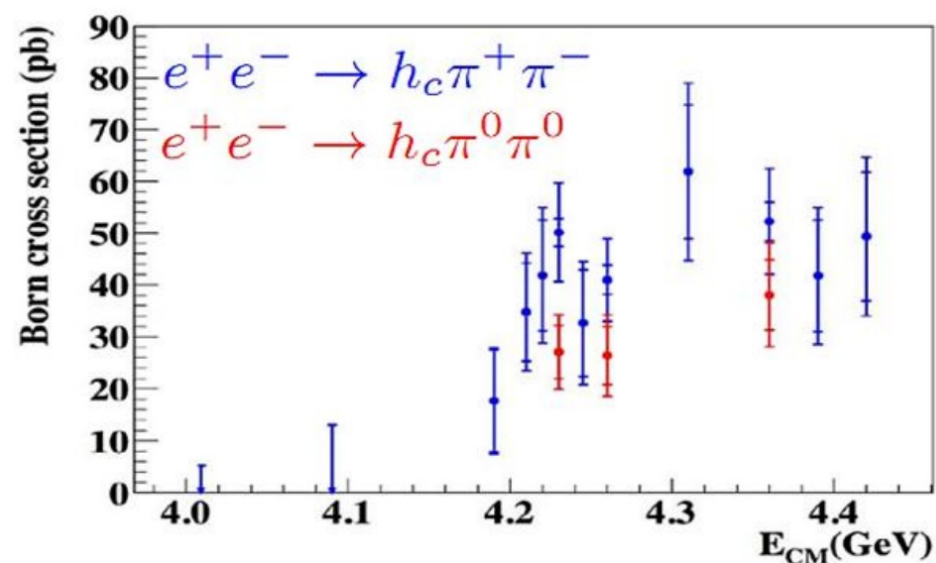 Born cross section (pb)
90
80
70
60
50
40
30
20
10
0
e⁺e⁻ → h_cπ⁺π⁻
e⁺e⁻ → h_cπ⁰π⁰
4.0 4.1 4.2 4.3 4.4
E_CM(GeV)